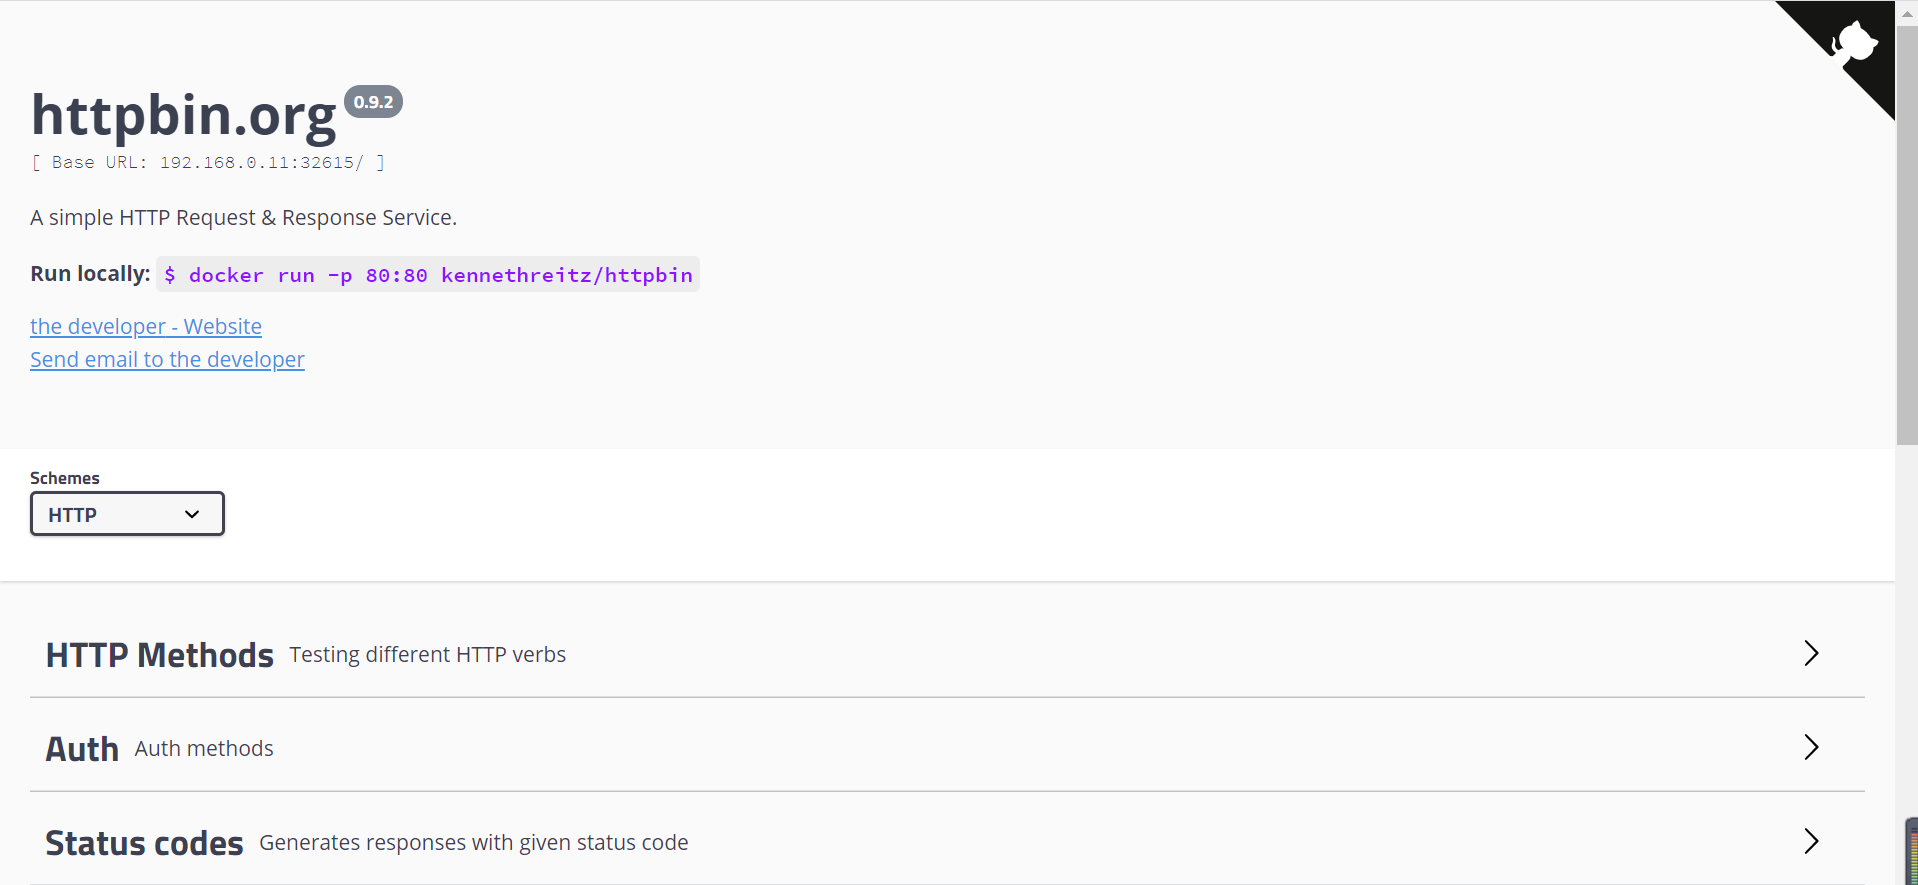 httpbin.org 0.9.2
[ Base URL: 192.168.0.11:32615/ ]
A simple HTTP Request & Response Service.
Run locally: $ docker run -p 80:80 kennethreitz/httpbin
the developer - Website
Send email to the developer
Schemes
HTTP
HTTP Methods Testing different HTTP verbs
Auth Auth methods
Status codes Generates responses with given status code